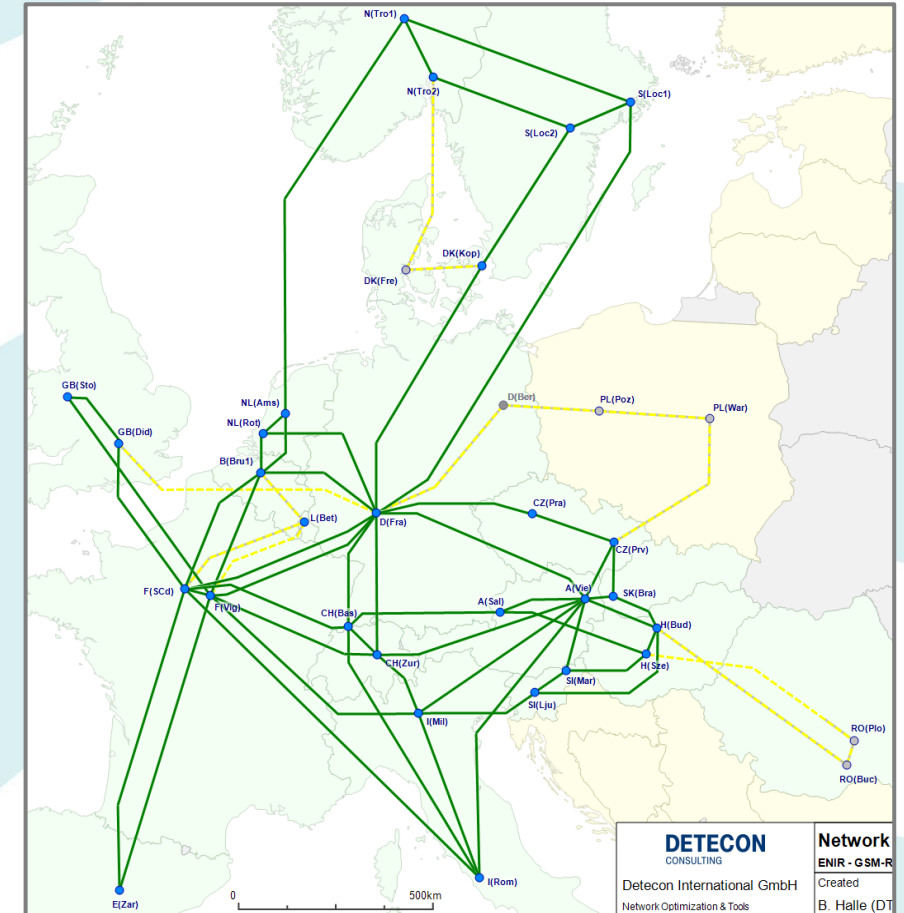 N(Tro1)
N(Tro2)
S(Loc1)
S(Loc2)
DK(Kop)
DK(Fre)
GB(Sto)
NL(Ams)
D(Ber)
PL(Poz)
PL(War)
NL(Rot)
GB(Did)
B(Bru1)
CZ(Pra)
L(Bet)
D(Fra)
CZ(Prv)
A(Vie)
SK(Bra)
F(SCd)
F(Vlg)
A(Sal)
CH(Bas)
H(Bud)
CH(Zur)
H(Sze)
SI(Mar)
SI(Lju)
I(Mil)
RO(Plo)
RO(Buc)
I(Rom)
E(Zar)
0 500km
DETECON
CONSULTING
Detecon International GmbH
Network Optimization & Tools
Network
ENIR - GSM-R
Created
B. Halle (DT